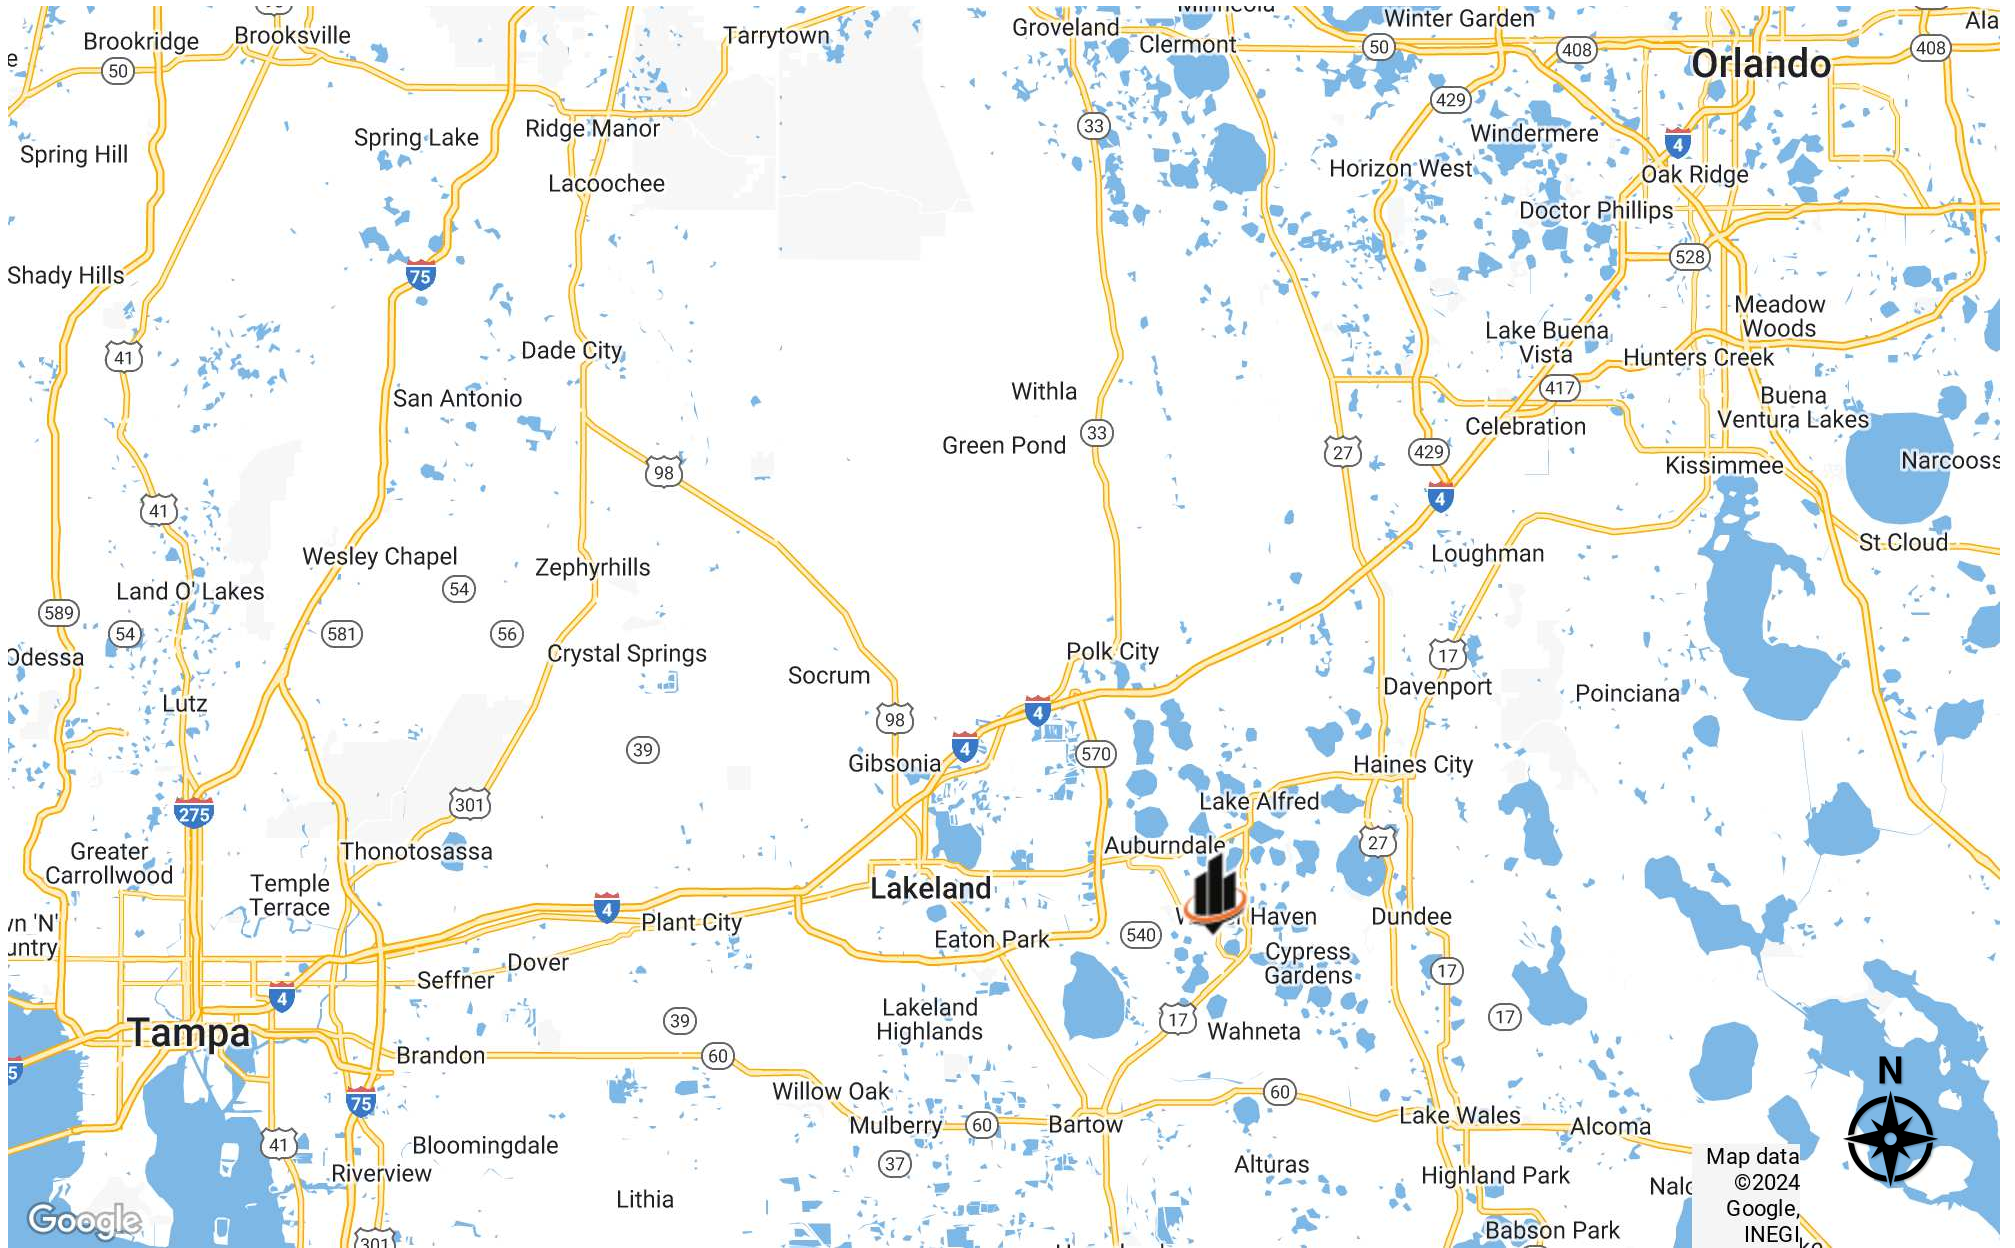 Minneola
Groveland
Winter Garden
Ala
Brookridge
Brooksville
Tarrytown
Clermont
50
408
408
50
Orlando
e
429
Spring Lake
Ridge Manor
33
Windermere
4
Spring Hill
Horizon West
Oak Ridge
Lacoochee
Doctor Phillips
528
Shady Hills
75
Meadow
Woods
Lake Buena
Vista
41
Dade City
Hunters Creek
San Antonio
Withla
417
Buena
Ventura Lakes
Green Pond
33
Celebration
27
429
Kissimmee
Narcooss
98
4
41
Wesley Chapel
Zephyrhills
Loughman
St Cloud
Land O' Lakes
54
589
54
581
56
Odessa
Crystal Springs
Socrum
Polk City
17
Davenport
Poinciana
Lutz
98
4
39
4
570
Gibsonia
Haines City
275
301
Lake Alfred
Greater
Carrollwood
Thonotosassa
Auburndale
27
Temple
Terrace
Lakeland
4
Plant City
W
Haven
Dundee
wn 'N'
untry
Eaton Park
540
Cypress
Gardens
Seffner
Dover
17
4
Lakeland
Highlands
39
17
Wahneta
17
Tampa
Brandon
60
5
N
75
Willow Oak
60
Lake Wales
41
Mulberry
60
Bartow
Alcoma
Bloomingdale
37
Alturas
Riverview
Highland Park
Lithia
Nalc
Map data
©2024
Google,
INEGI
Google
301
Babson Park